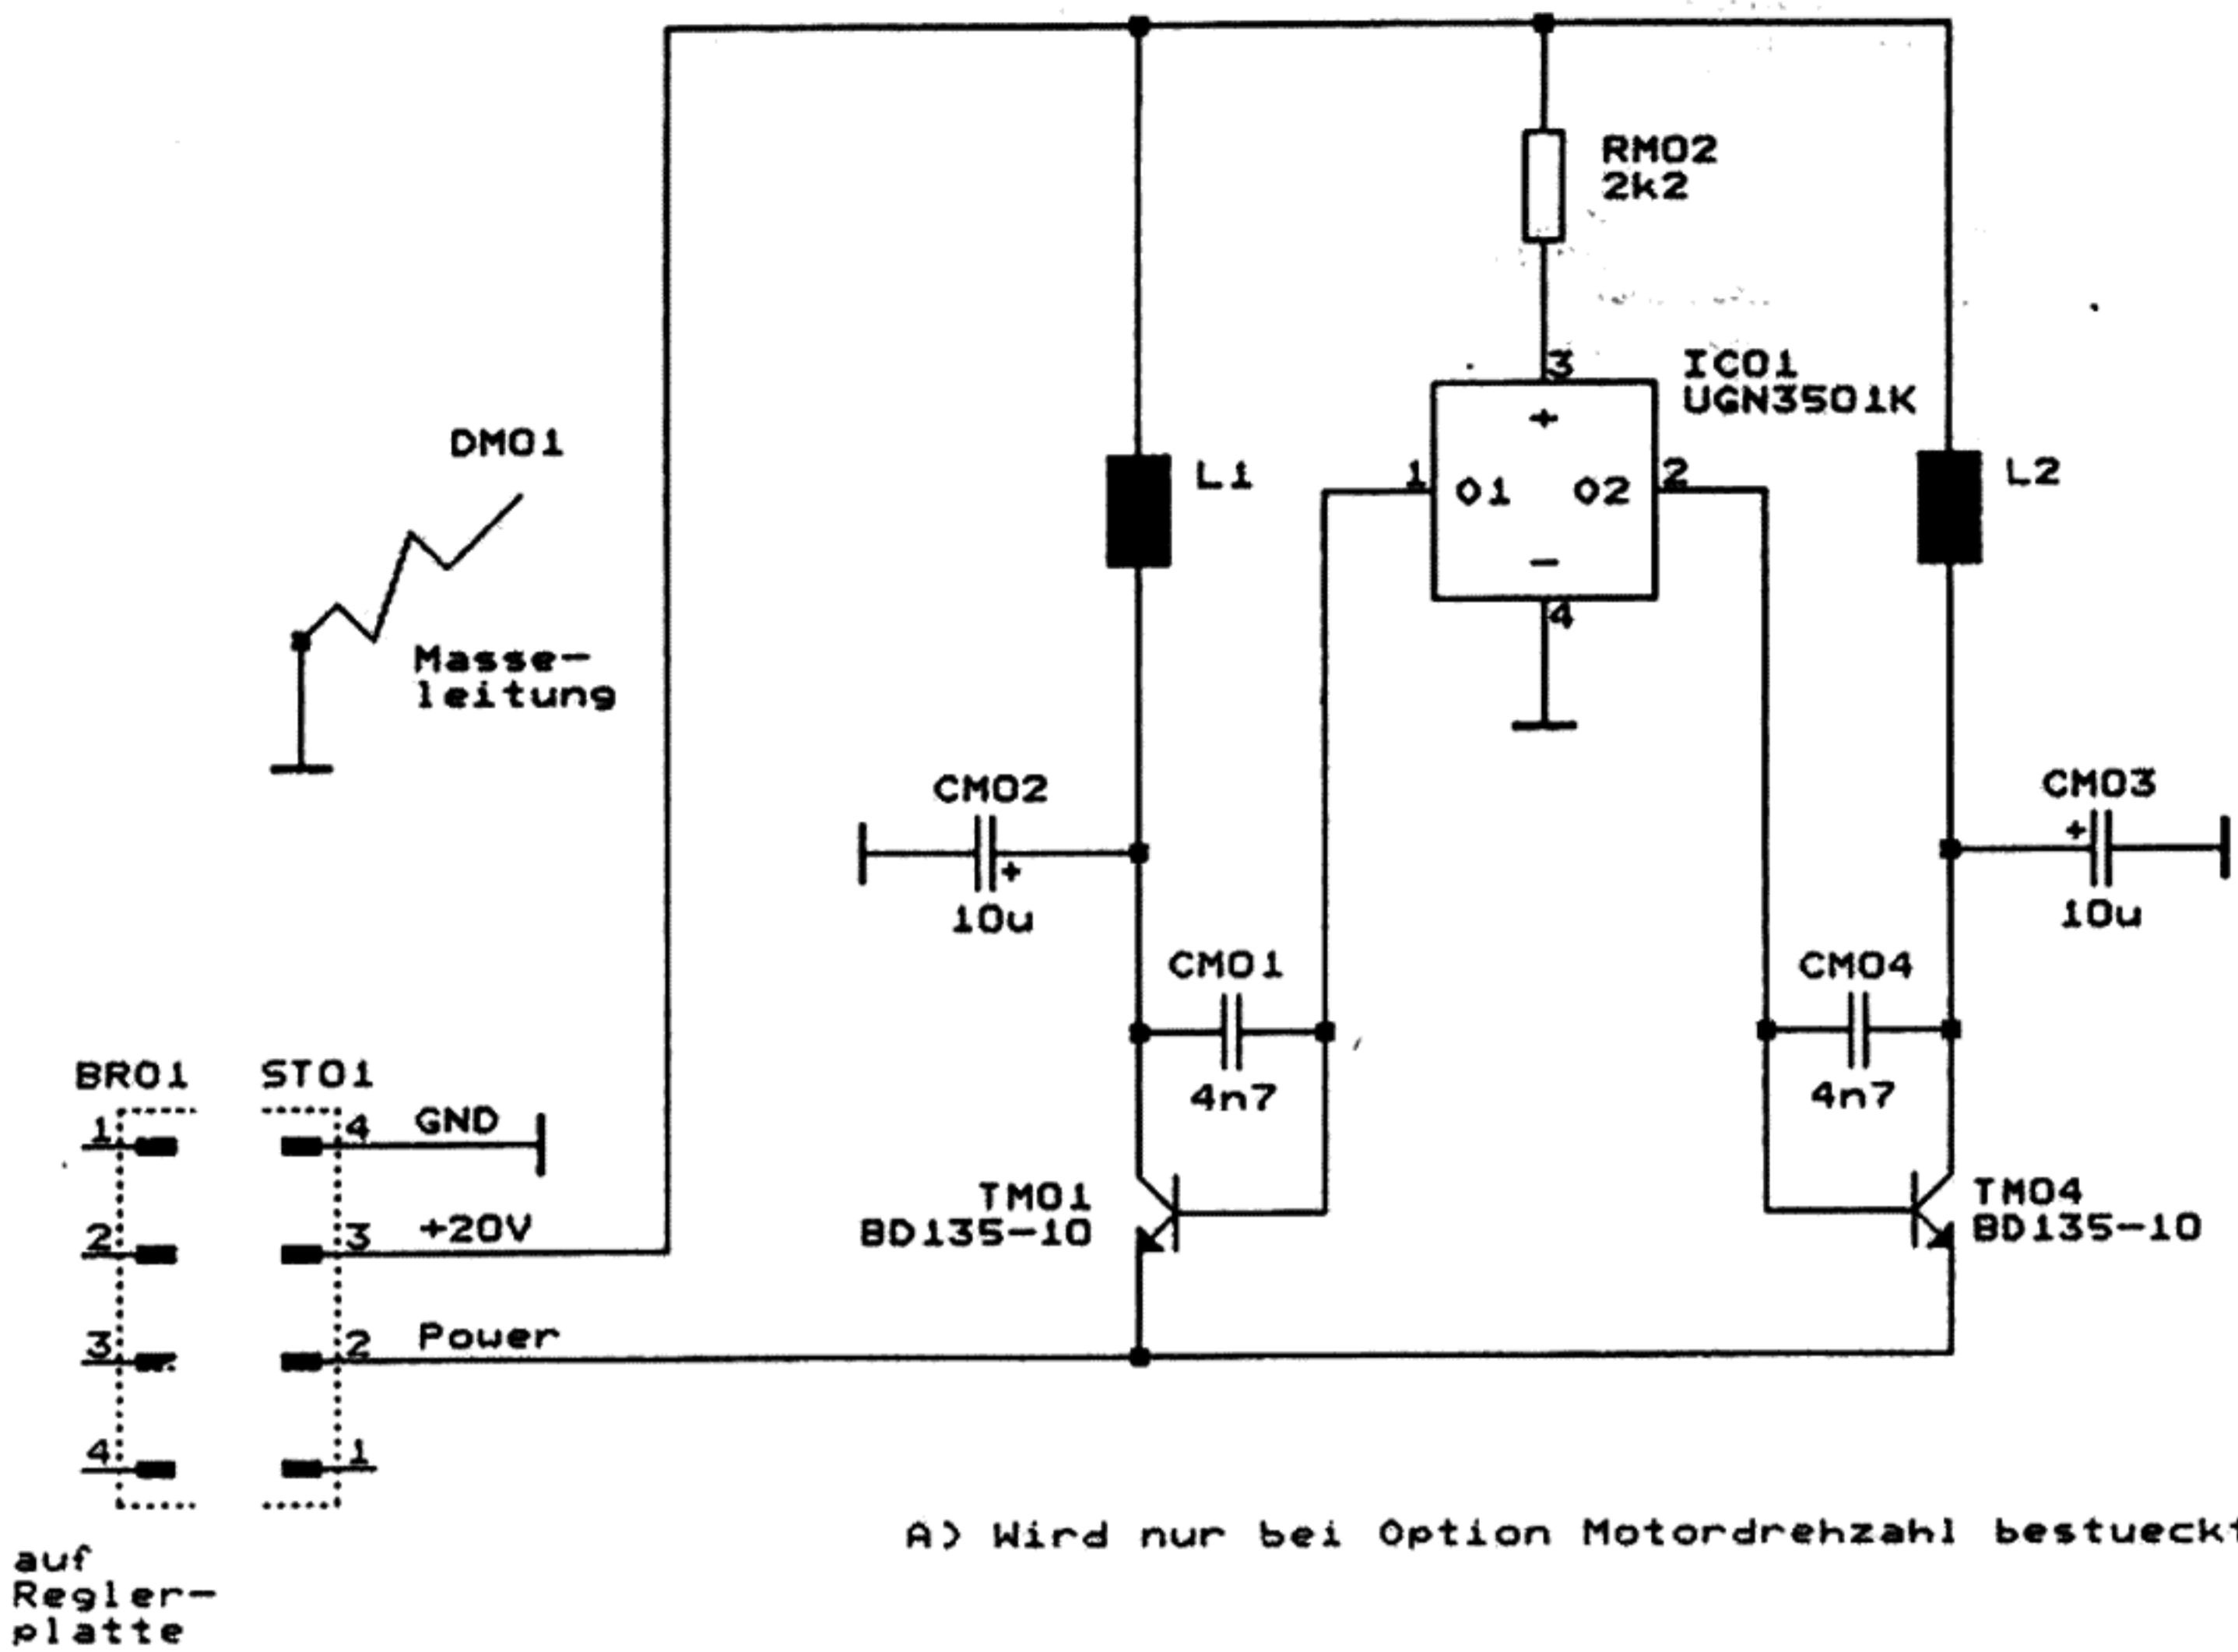 RM02
2k2
3
IC01
UGN3501K
+
DM01
L1
1
O1
O2
2
L2
-
4
Masse-
leitung
CM02
+
10u
CM03
+
10u
CM01
4n7
CM04
4n7
BR01
ST01
1
4
GND
2
3
+20V
3
2
Power
4
1
TM01
BD135-10
TM04
BD135-10
A) Wird nur bei Option Motordrehzahl bestueckt
auf
Regler-
platte